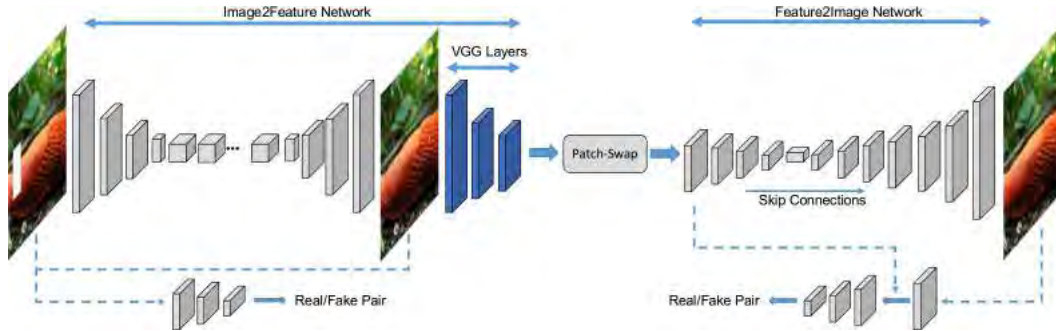 Image2Feature Network
Feature2Image Network
VGG Layers
Patch-Swap
Skip Connections
Real/Fake Pair
Real/Fake Pair